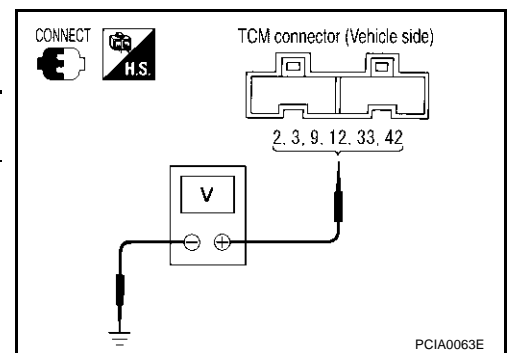 CONNECT
H.S.
TCM connector (Vehicle side)
2, 3, 9, 12, 33, 42
V
− +
PCIA0063E